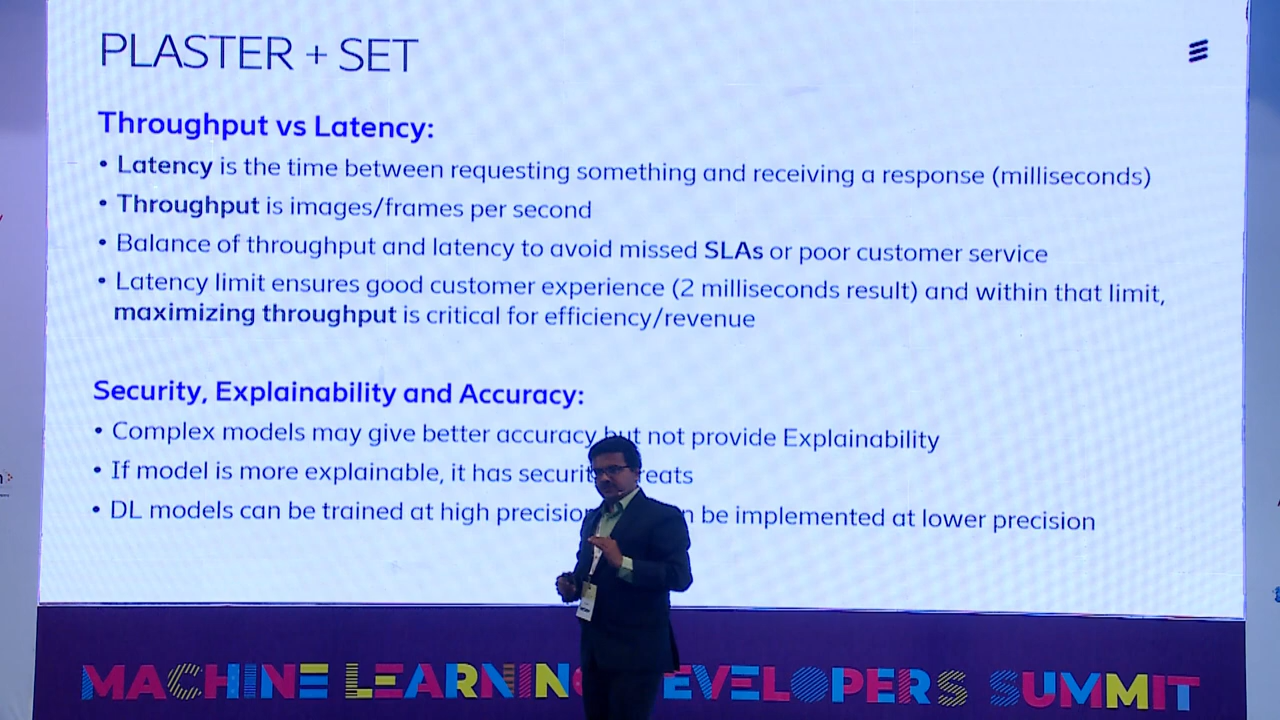 PLASTER + SET
Throughput vs Latency:
• Latency is the time between requesting something and receiving a response (milliseconds)
• Throughput is images/frames per second
• Balance of throughput and latency to avoid missed SLAs or poor customer service
• Latency limit ensures good customer experience (2 milliseconds result) and within that limit,
maximizing throughput is critical for efficiency/revenue
Security, Explainability and Accuracy:
• Complex models may give better accuracy but not provide Explainability
• If model is more explainable, it has securit reats
• DL models can be trained at high precision n be implemented at lower precision
MACHINE LEARNING EVELOPERS SUMMIT